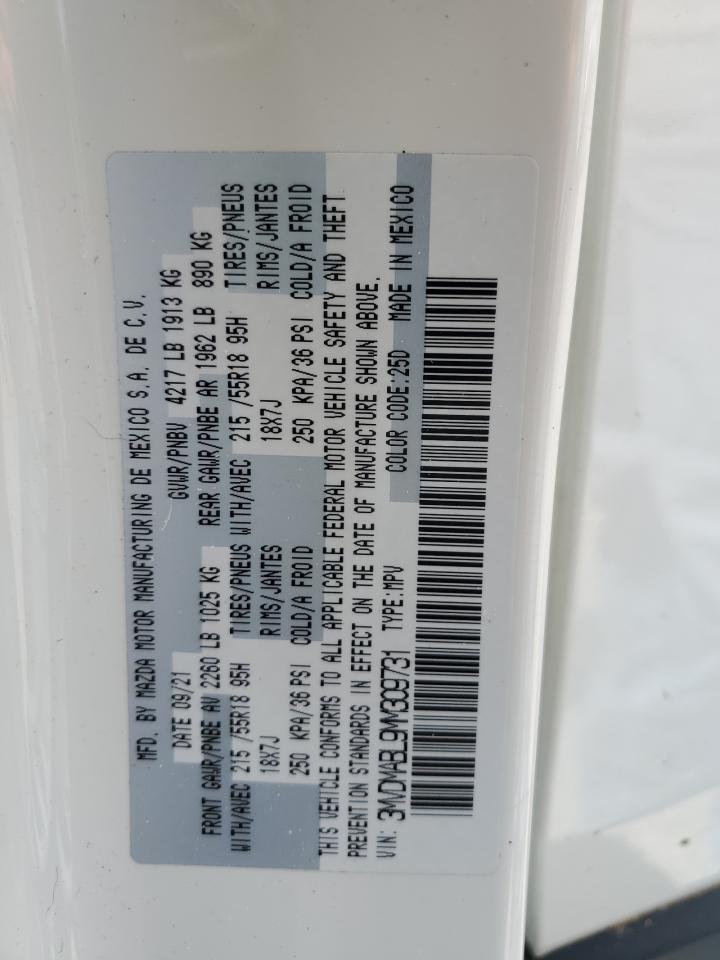 MFD. BY MAZDA MOTOR MANUFACTURING DE MEXICO S.A. DE C.V.
DATE 09/21 GVWR/PNBV 4217 LB 1913 KG
FRONT GAWR/PNBE AV 2260 LB 1025 KG REAR GAWR/PNBE AR 1962 LB 890 KG
WITH/AVEC 215 /55R18 95H TIRES/PNEUS WITH/AVEC 215 /55R18 95H TIRES/PNEUS
18X7J RIMS/JANTES 18X7J RIMS/JANTES
250 KPA/36 PSI COLD/A FROID 250 KPA/36 PSI COLD/A FROID
THIS VEHICLE CONFORMS TO ALL APPLICABLE FEDERAL MOTOR VEHICLE SAFETY AND THEFT
PREVENTION STANDARDS IN EFFECT ON THE DATE OF MANUFACTURE SHOWN ABOVE.
VIN: 3MVDMABL9MM309731 TYPE:MPV COLOR CODE:25D MADE IN MEXICO